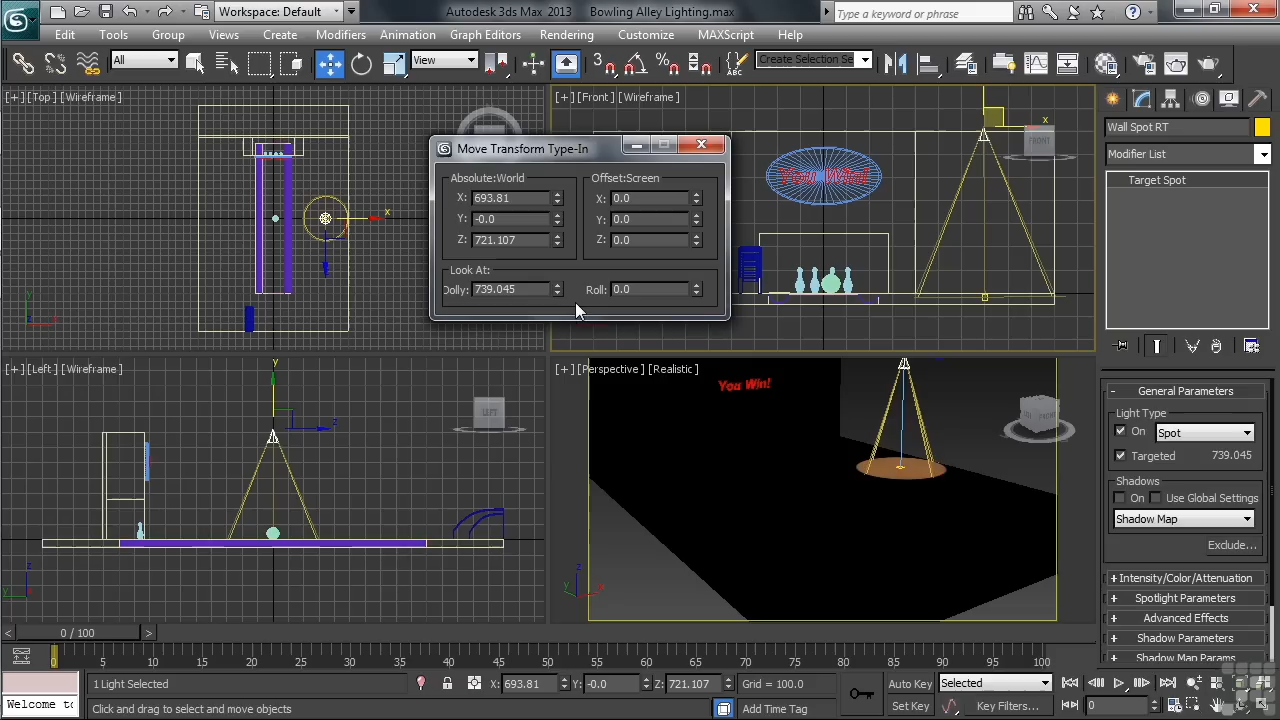 Workspace: Default
Autodesk 3ds Max 2013
Bowling Alley Lighting.max
Type a keyword or phrase
Edit
Tools
Group
Views
Create
Modifiers
Animation
Graph Editors
Rendering
Customize
MAXScript
Help
All
View
3
Create Selection Se
[+] [Top] [Wireframe]
[+] [Front] [Wireframe]
x
FRONT
You Win!
x
y
x
Move Transform Type-In
Absolute:World
X: 693.81
Y: -0.0
Z: 721.107
Offset:Screen
X: 0.0
Y: 0.0
Z: 0.0
Look At:
Dolly: 739.045
Roll: 0.0
Wall Spot RT
Modifier List
Target Spot
[+] [Left] [Wireframe]
y
z
LEFT
z
y
[+] [Perspective] [Realistic]
You Win!
FRONT
z
y
x
- General Parameters
Light Type
On
Spot
Targeted
739.045
Shadows
On
Use Global Settings
Shadow Map
Exclude...
+ Intensity/Color/Attenuation
+ Spotlight Parameters
+ Advanced Effects
+ Shadow Parameters
+ Shadow Map Params
< 0 / 100 >
0 5 10 15 20 25 30 35 40 45 50 55 60 65 70 75 80 85 90 95 100
1 Light Selected
X: 693.81
Y: -0.0
Z: 721.107
Grid = 100.0
Auto Key
Selected
Welcome to
Click and drag to select and move objects
Add Time Tag
Set Key
Key Filters...
0